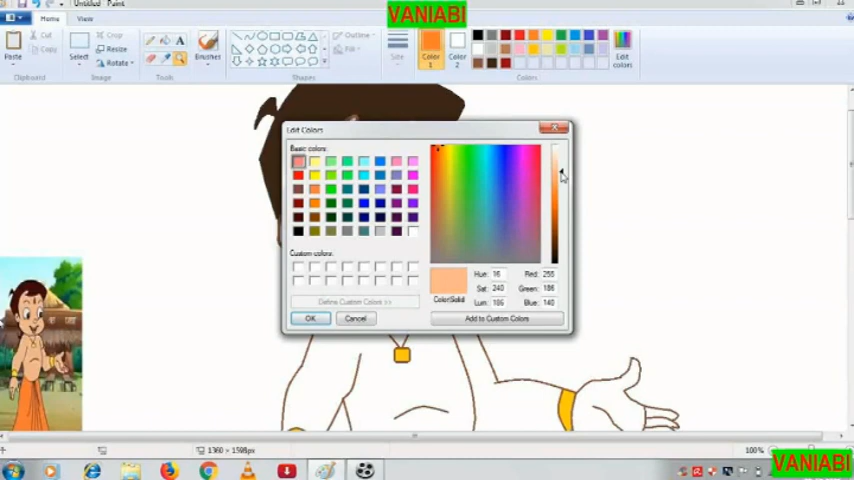 Untitled - Paint
VANIABI
Home
View
Cut
Copy
Paste
Clipboard
Select
Crop
Resize
Rotate
Image
A
Tools
Brushes
Shapes
Outline
Fill
Size
Color
1
Color
2
Colors
Edit
colors
Edit Colors
Basic colors:
Custom colors:
Define Custom Colors >>
OK
Cancel
Color|Solid
Hue: 16
Sat: 240
Lum: 186
Red: 255
Green: 186
Blue: 140
Add to Custom Colors
1360 × 1598px
100%
VANIABI